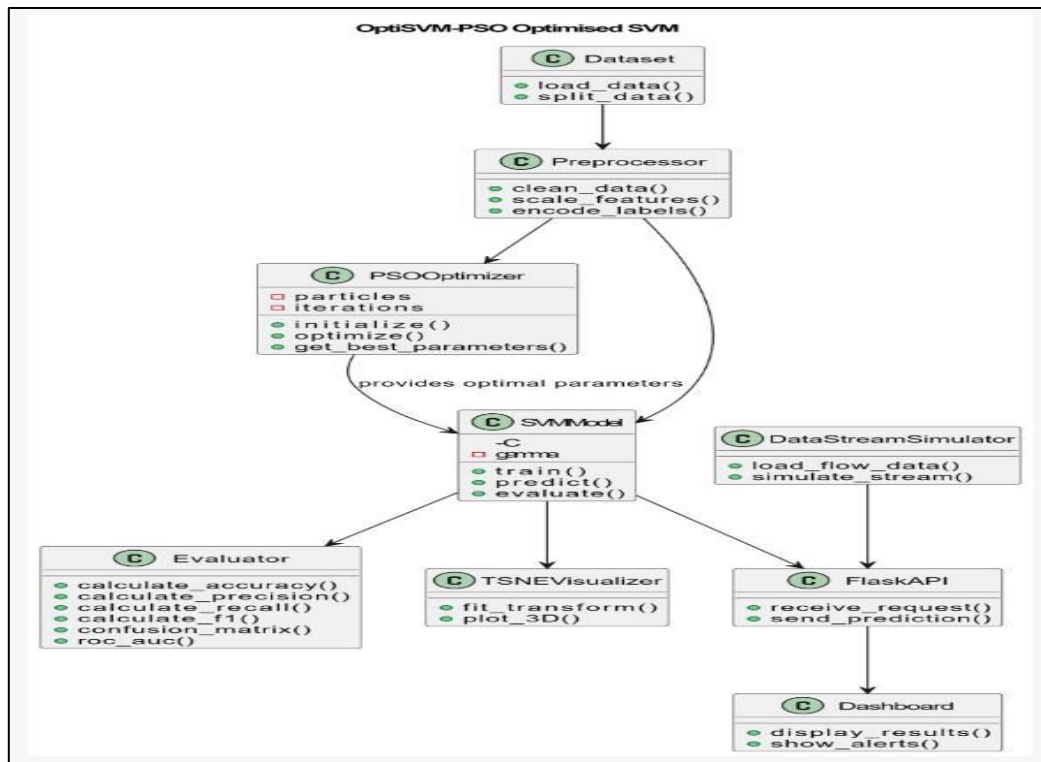 OptiSVM-PSO Optimised SVM
C Dataset
load_data()
split_data()
C Preprocessor
clean_data()
scale_features()
encode_labels()
C PSOOptimizer
particles
iterations
initialize()
optimize()
get_best_parameters()
provides optimal parameters
C SVMModel
-C
gamma
train()
predict()
evaluate()
C DataStreamSimulator
load_flow_data()
simulate_stream()
C Evaluator
calculate_accuracy()
calculate_precision()
calculate_recall()
calculate_f1()
confusion_matrix()
roc_auc()
C TSNEVisualizer
fit_transform()
plot_3D()
C FlaskAPI
receive_request()
send_prediction()
C Dashboard
display_results()
show_alerts()